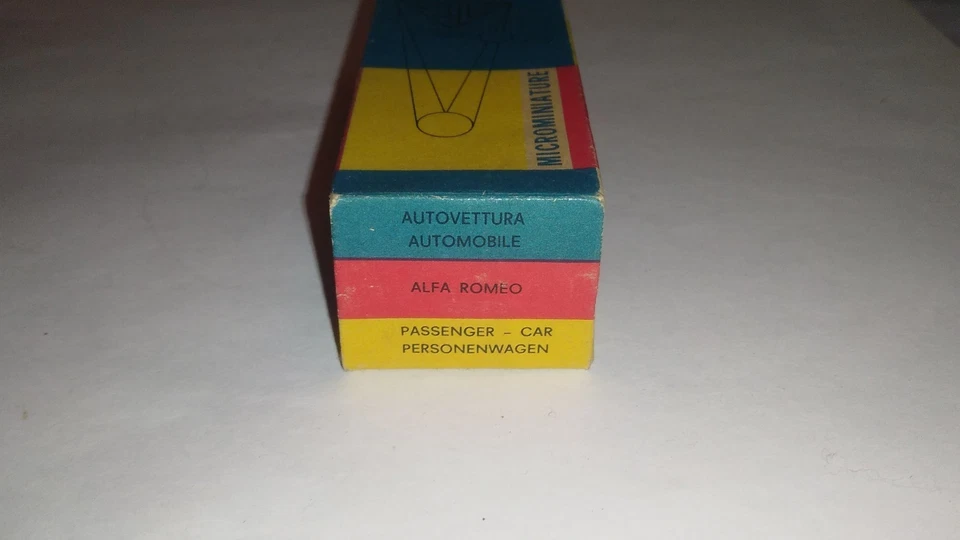 MICROMINIATURE
AUTOVETTURA
AUTOMOBILE
ALFA ROMEO
PASSENGER - CAR
PERSONENWAGEN